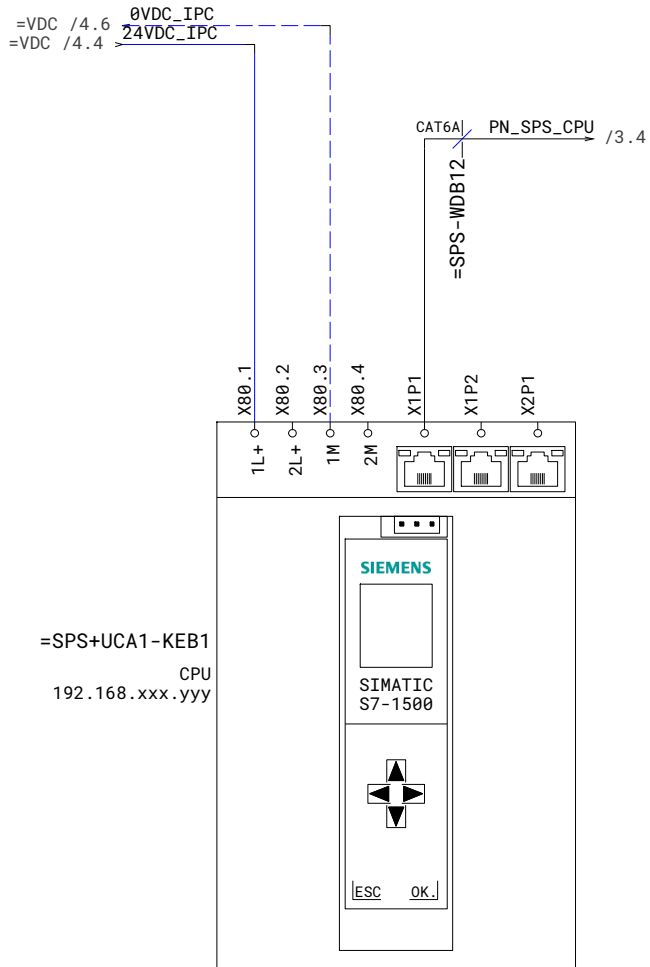 0VDC_IPC
=VDC /4.6
24VDC_IPC
=VDC /4.4
CAT6A
PN_SPS_CPU
/3.4
=SPS-WDB12
X80.1
X80.2
X80.3
X80.4
X1P1
X1P2
X2P1
1L+
2L+
1M
2M
SIEMENS
=SPS+UCA1-KEB1
CPU
192.168.xxx.yyy
SIMATIC
S7-1500
ESC OK.